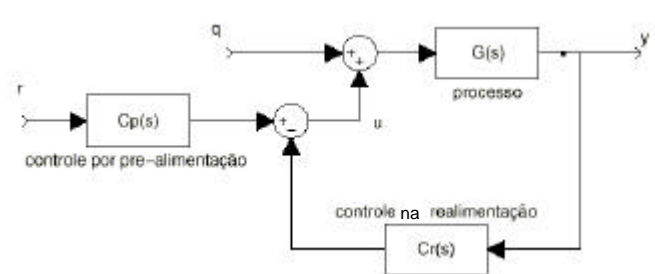 q
y
G(s)
processo
r
Cp(s)
u
controle por pre-alimentação
controle na realimentação
Cr(s)